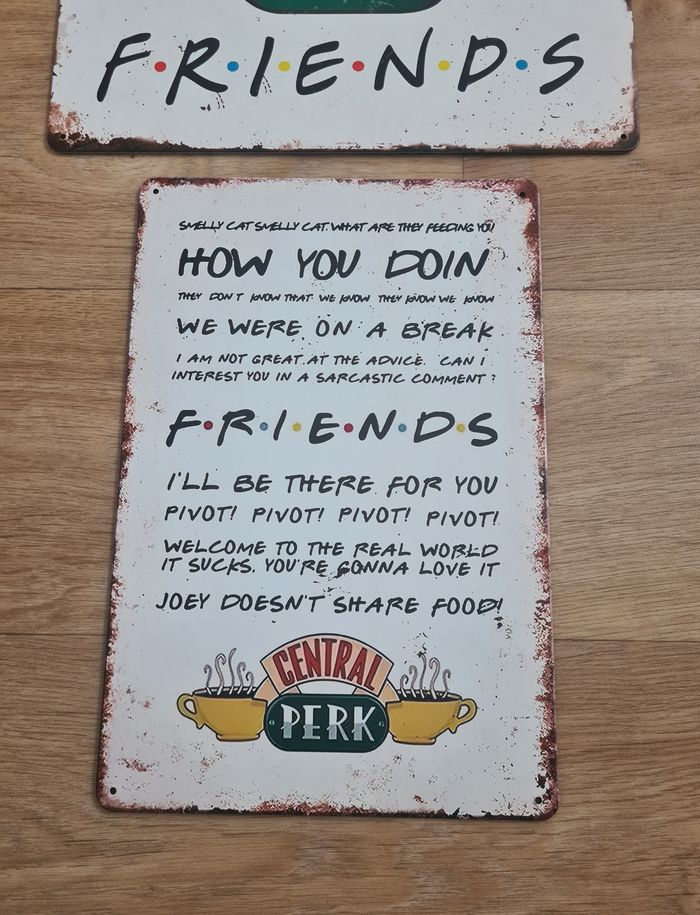 F·R·I·E·N·D·S
SMELLY CAT SMELLY CAT. WHAT ARE THEY FEEDING YOU
HOW YOU DOIN
THEY DON'T KNOW THAT WE KNOW THEY KNOW WE KNOW
WE WERE ON A BREAK
I AM NOT GREAT AT THE ADVICE. CAN I
INTEREST YOU IN A SARCASTIC COMMENT?
F·R·I·E·N·D·S
I'LL BE THERE FOR YOU
PIVOT! PIVOT! PIVOT! PIVOT!
WELCOME TO THE REAL WORLD
IT SUCKS. YOU'RE GONNA LOVE IT
JOEY DOESN'T SHARE FOOD!
CENTRAL
PERK